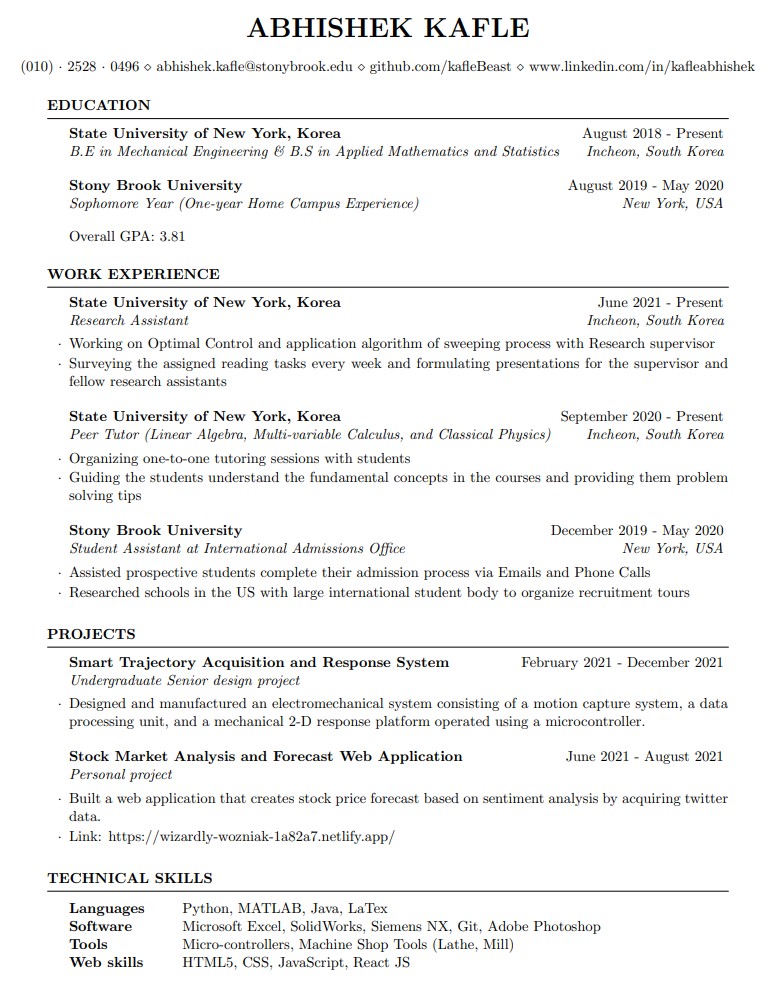 ABHISHEK KAFLE
(010) · 2528 · 0496 ⋄ abhishek.kafle@stonybrook.edu ⋄ github.com/kafleBeast ⋄ www.linkedin.com/in/kafleabhishek
EDUCATION
State University of New York, Korea August 2018 - Present
B.E in Mechanical Engineering & B.S in Applied Mathematics and Statistics Incheon, South Korea
Stony Brook University August 2019 - May 2020
Sophomore Year (One-year Home Campus Experience) New York, USA
Overall GPA: 3.81
WORK EXPERIENCE
State University of New York, Korea June 2021 - Present
Research Assistant Incheon, South Korea
· Working on Optimal Control and application algorithm of sweeping process with Research supervisor
· Surveying the assigned reading tasks every week and formulating presentations for the supervisor and
fellow research assistants
State University of New York, Korea September 2020 - Present
Peer Tutor (Linear Algebra, Multi-variable Calculus, and Classical Physics) Incheon, South Korea
· Organizing one-to-one tutoring sessions with students
· Guiding the students understand the fundamental concepts in the courses and providing them problem
solving tips
Stony Brook University December 2019 - May 2020
Student Assistant at International Admissions Office New York, USA
· Assisted prospective students complete their admission process via Emails and Phone Calls
· Researched schools in the US with large international student body to organize recruitment tours
PROJECTS
Smart Trajectory Acquisition and Response System February 2021 - December 2021
Undergraduate Senior design project
· Designed and manufactured an electromechanical system consisting of a motion capture system, a data
processing unit, and a mechanical 2-D response platform operated using a microcontroller.
Stock Market Analysis and Forecast Web Application June 2021 - August 2021
Personal project
· Built a web application that creates stock price forecast based on sentiment analysis by acquiring twitter
data.
· Link: https://wizardly-wozniak-1a82a7.netlify.app/
TECHNICAL SKILLS
Languages Python, MATLAB, Java, LaTex
Software Microsoft Excel, SolidWorks, Siemens NX, Git, Adobe Photoshop
Tools Micro-controllers, Machine Shop Tools (Lathe, Mill)
Web skills HTML5, CSS, JavaScript, React JS